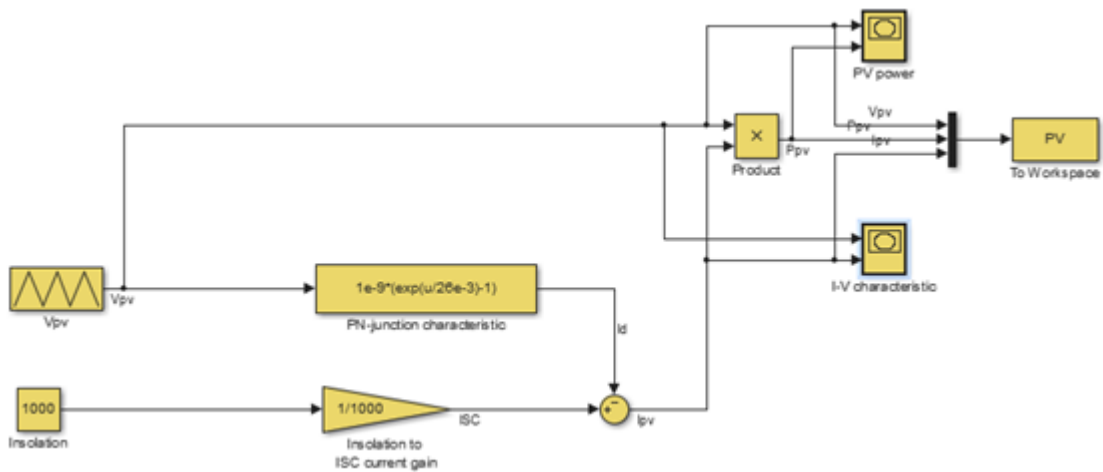 PV power
Vpv
Ppv
Ipv
×
Ppv
Product
PV
To Workspace
I-V characteristic
Vpv
Vpv
1e-9*(exp(u/26e-3)-1)
PN-junction characteristic
Id
1000
Insolation
1/1000
ISC
Insolation to
ISC current gain
+
−
Ipv